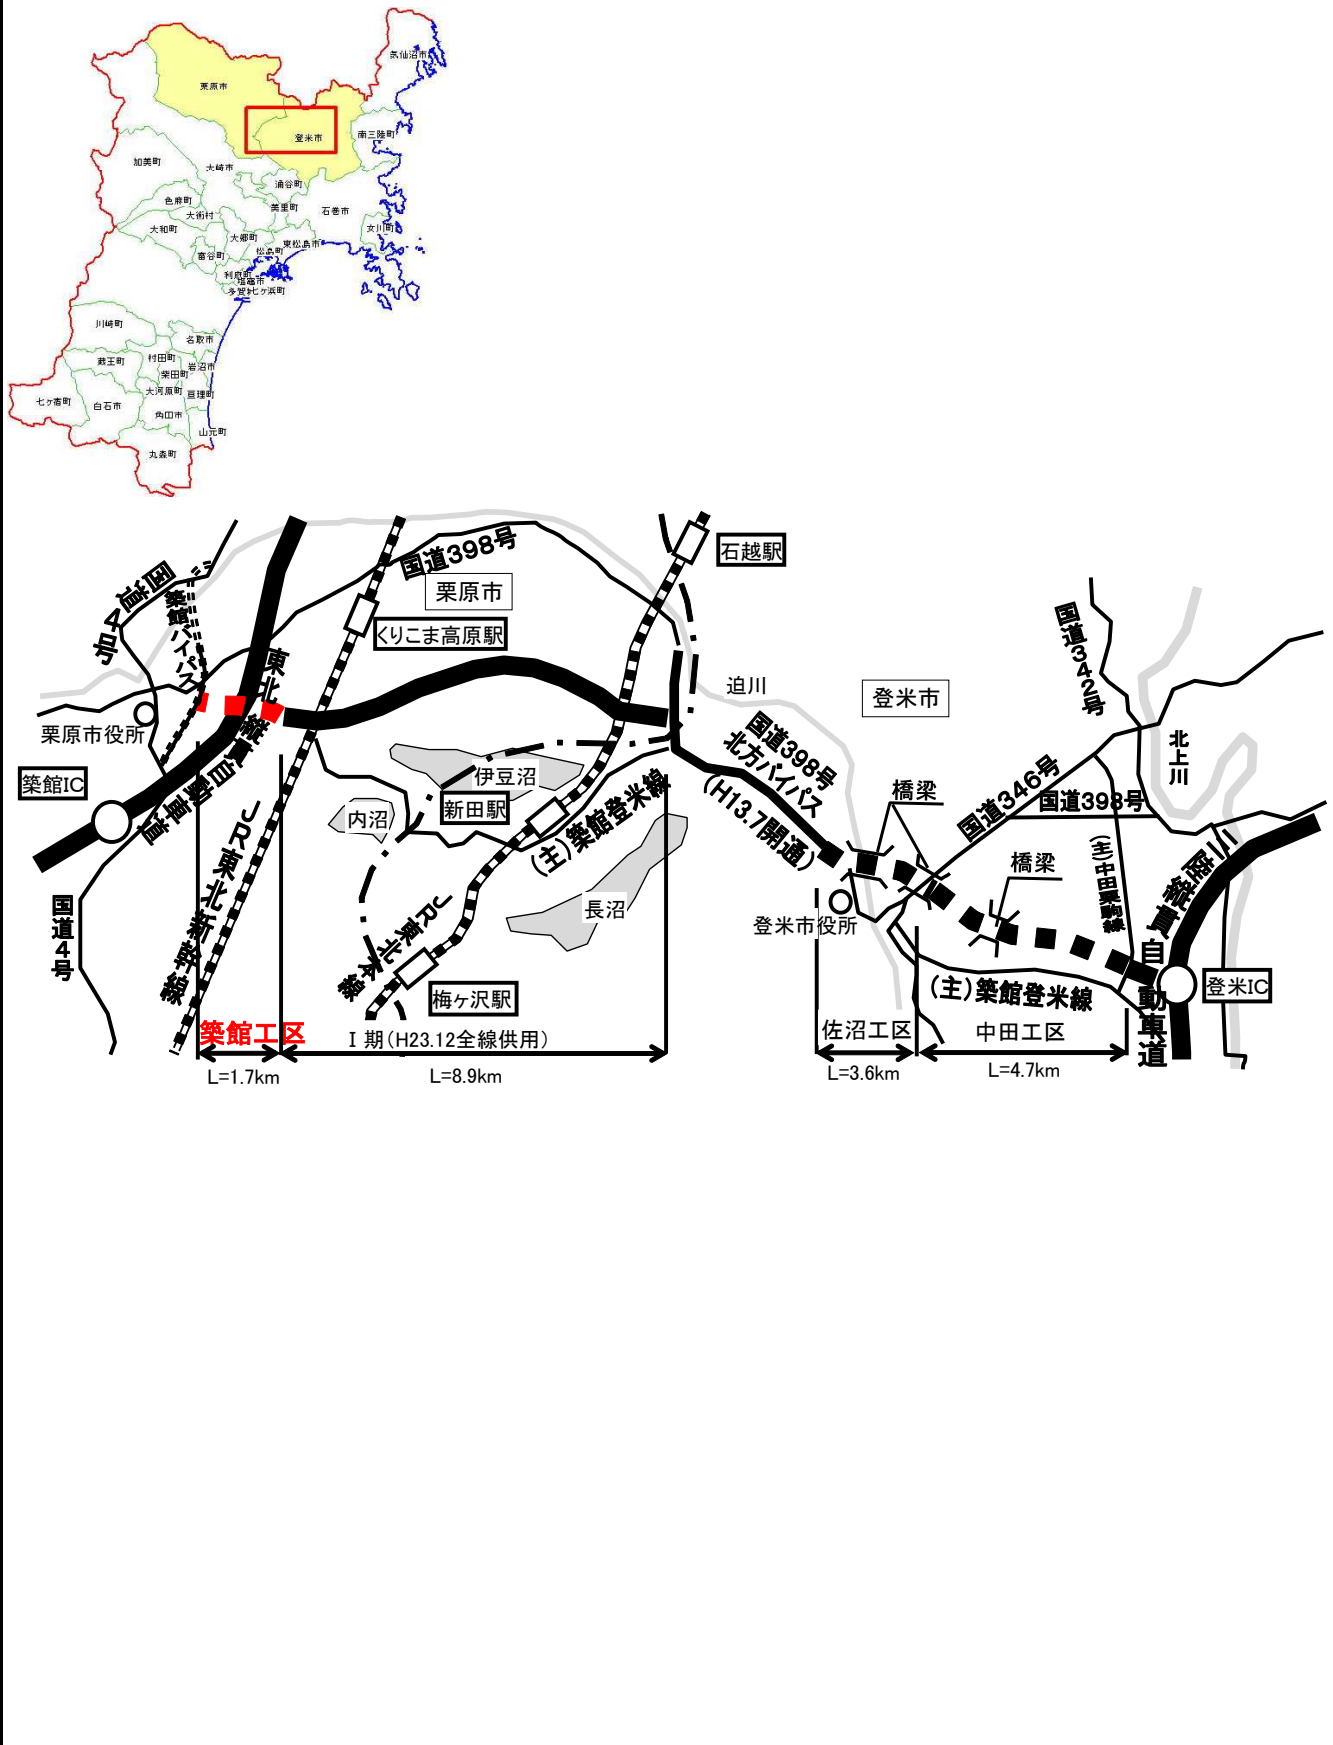 気仙沼市
栗原市
登米市
南三陸町
加美町
大崎市
涌谷町
色麻町
美里町
石巻市
大衡村
大和町
女川町
大郷町
東松島市
松島町
富谷町
利府町
塩竈市
七ヶ浜町
川崎町
名取市
村田町
蔵王町
岩沼市
柴田町
大河原町
亘理町
七ヶ宿町
白石市
角田市
山元町
丸森町
石越駅
国道398号
栗原市
国道4号
築館バイパス
くりこま高原駅
国道342号
東北縦貫自動車道
迫川
登米市
栗原市役所
国道398号
北方バイパス
(H13.7開通)
北上川
築館IC
伊豆沼
新田駅
内沼
橋梁
国道346号
国道398号
JR東北新幹線
(主)築館登米線
(主)中田栗駒線
橋梁
三陸縦貫自動車道
国道4号
長沼
登米市役所
JR東北本線
梅ヶ沢駅
(主)築館登米線
登米IC
築館工区
Ⅰ期(H23.12全線供用)
佐沼工区
中田工区
L=1.7km
L=8.9km
L=3.6km
L=4.7km